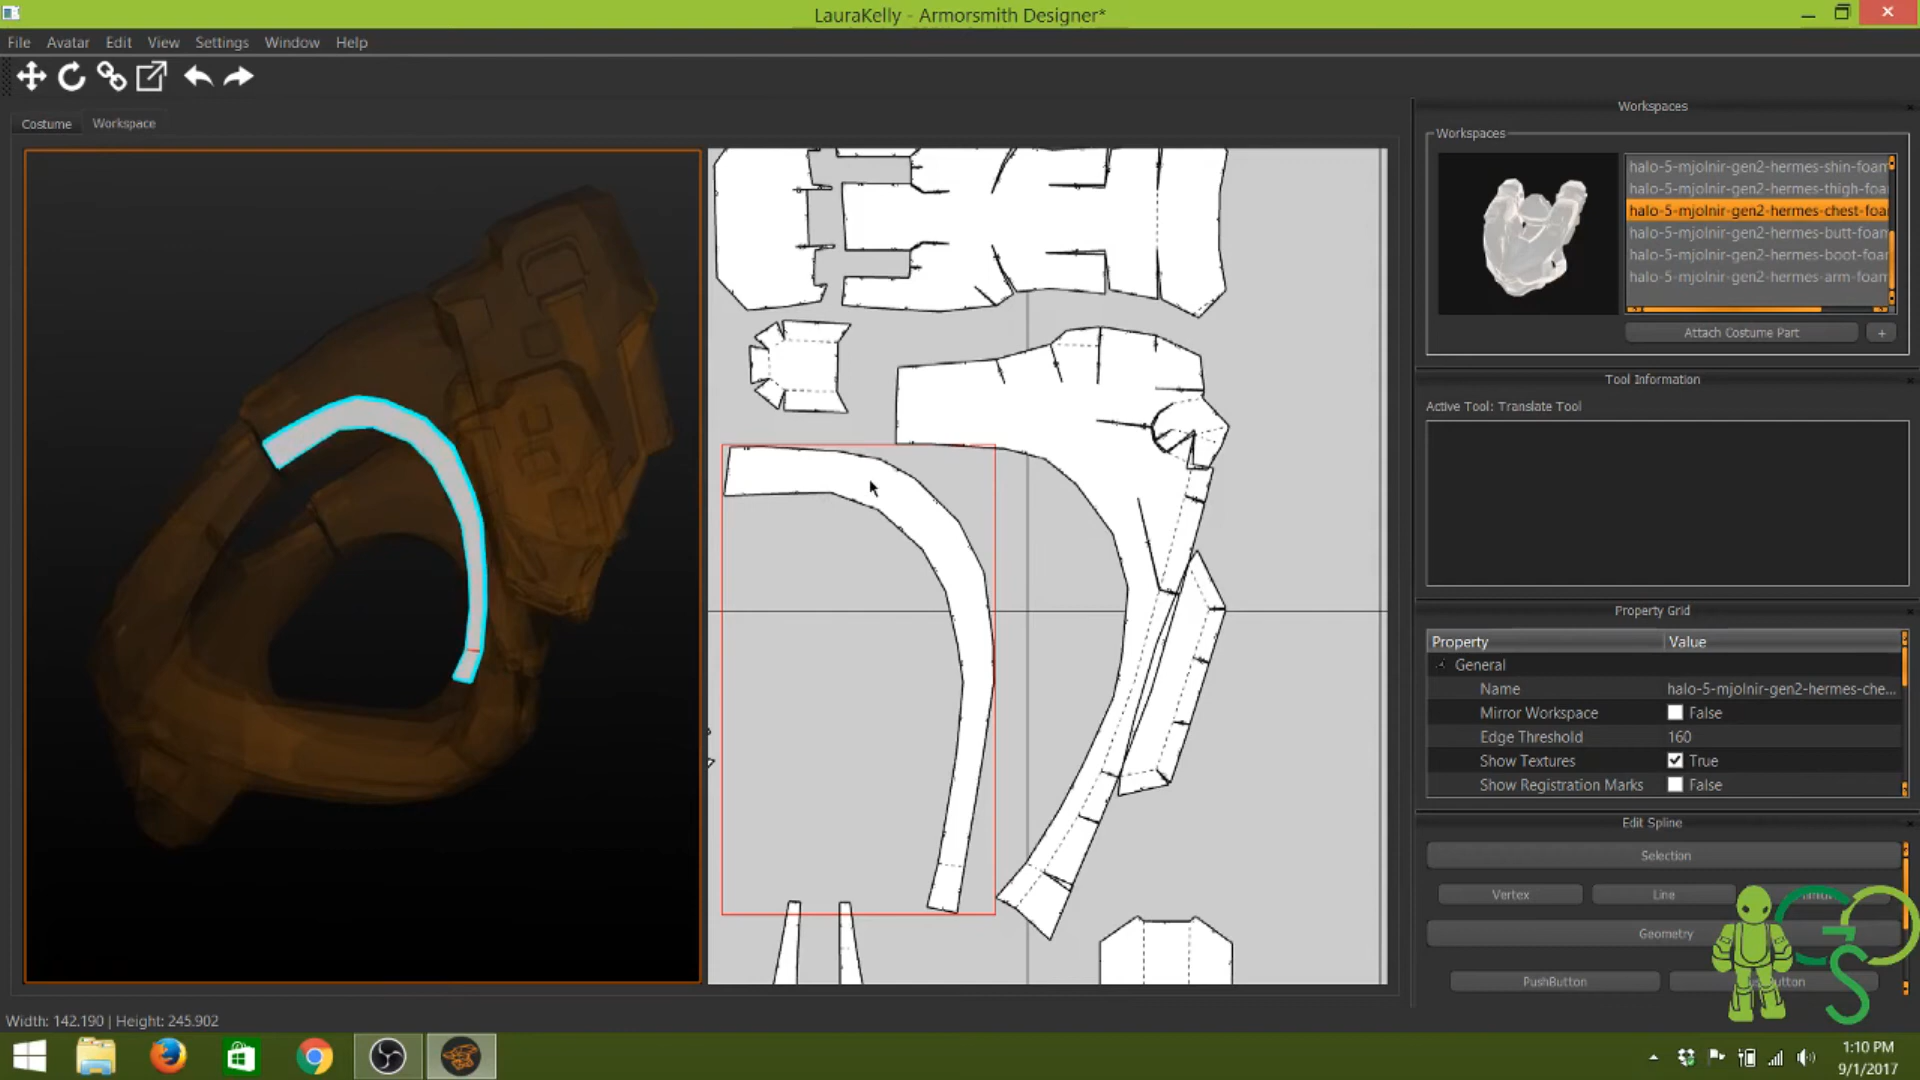 LauraKelly - Armorsmith Designer*
File Avatar Edit View Settings Window Help
Costume Workspace
Workspaces
Workspaces
halo-5-mjolnir-gen2-hermes-shin-foam
halo-5-mjolnir-gen2-hermes-thigh-foa
halo-5-mjolnir-gen2-hermes-chest-foa
halo-5-mjolnir-gen2-hermes-butt-foam
halo-5-mjolnir-gen2-hermes-boot-foa
halo-5-mjolnir-gen2-hermes-arm-foam
Attach Costume Part +
Tool Information
Active Tool: Translate Tool
Property Grid
Property Value
General
Name halo-5-mjolnir-gen2-hermes-che...
Mirror Workspace False
Edge Threshold 160
Show Textures True
Show Registration Marks False
Edit Spline
Selection
Vertex Line
Geometry
PushButton
Width: 142.190 | Height: 245.902
1:10 PM
9/1/2017